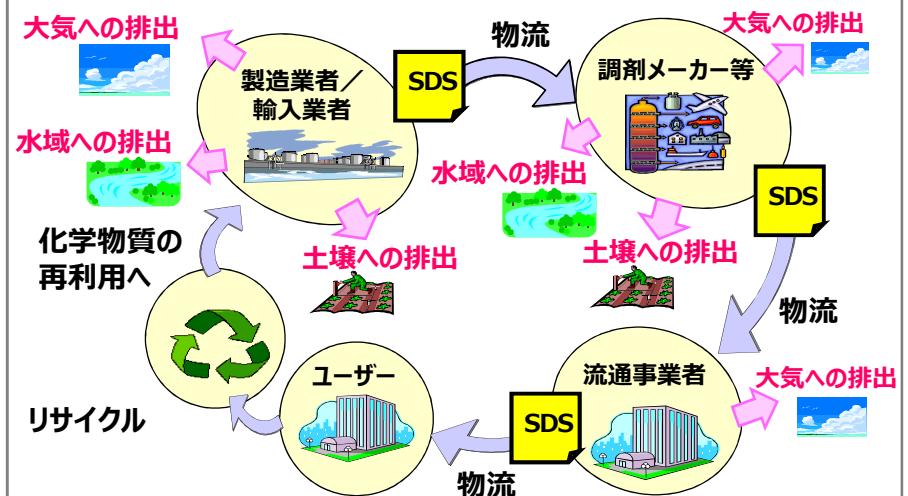 大気への排出
物流
大気への排出
製造業者／
輸入業者
SDS
調剤メーカー等
水域への排出
水域への排出
SDS
化学物質の
再利用へ
土壌への排出
土壌への排出
物流
ユーザー
流通事業者
大気への排出
リサイクル
SDS
物流